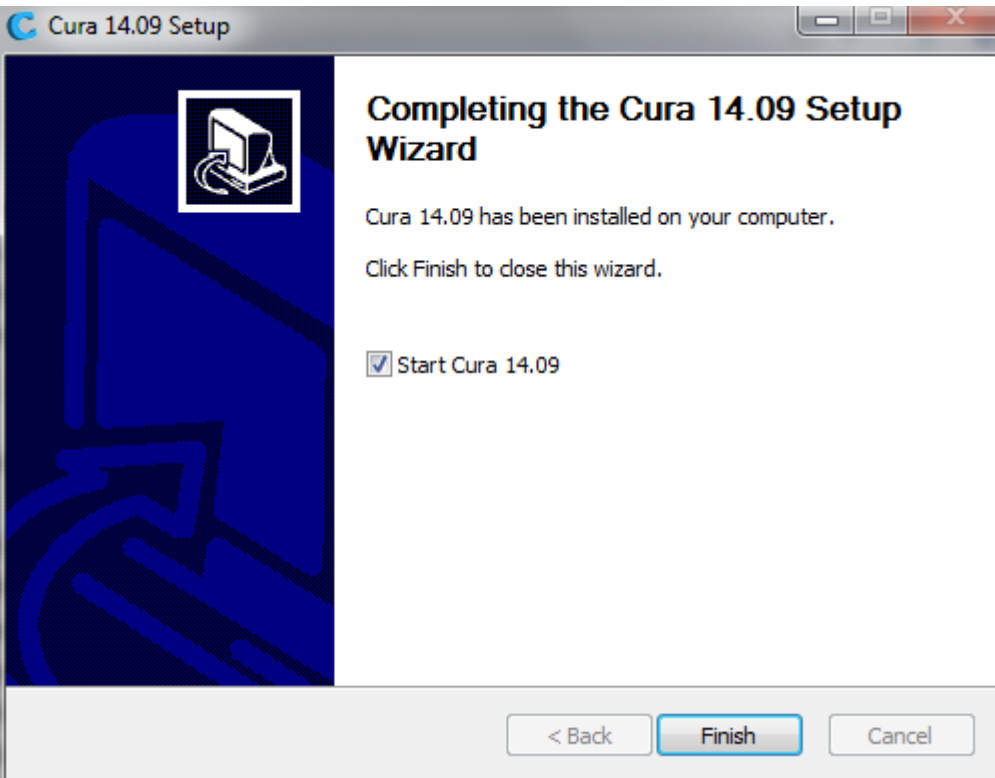 Cura 14.09 Setup
Completing the Cura 14.09 Setup
Wizard
Cura 14.09 has been installed on your computer.
Click Finish to close this wizard.
Start Cura 14.09
< Back
Finish
Cancel